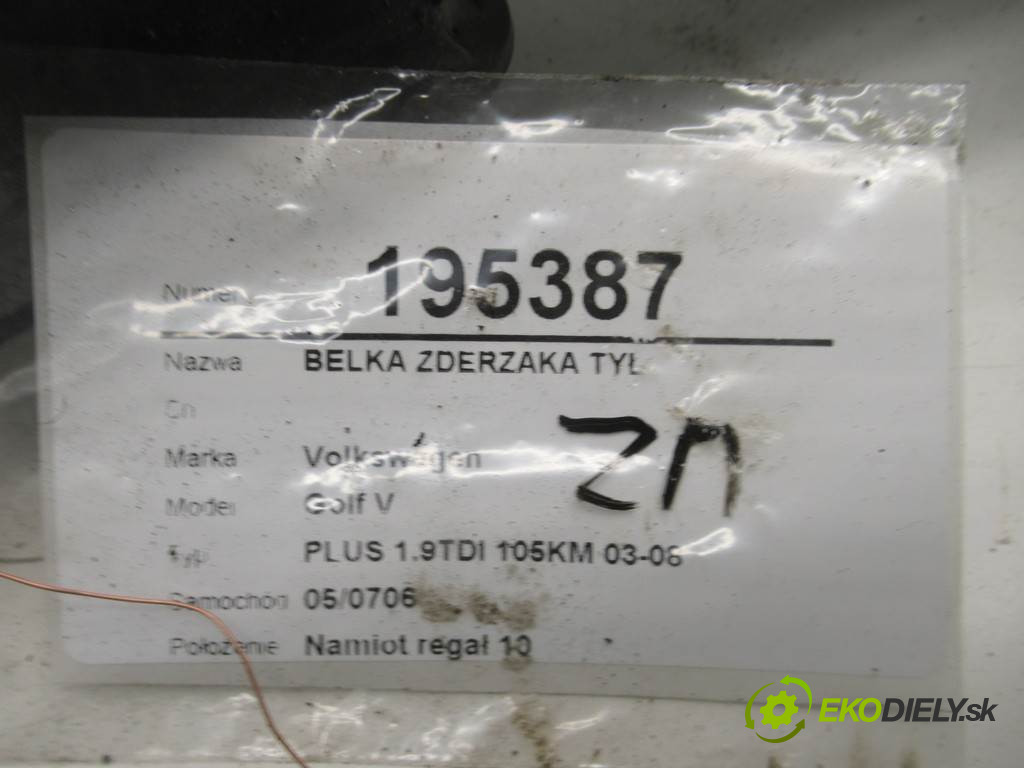 Numer 195387
Nazwa BELKA ZDERZAKA TYŁ
Cn
Marka Volkswagen
Model Golf V
Typ PLUS 1.9TDI 105KM 03-08
Samochód 05/0706
Położenie Namiot regał 10
ZN
EKODIELY.sk